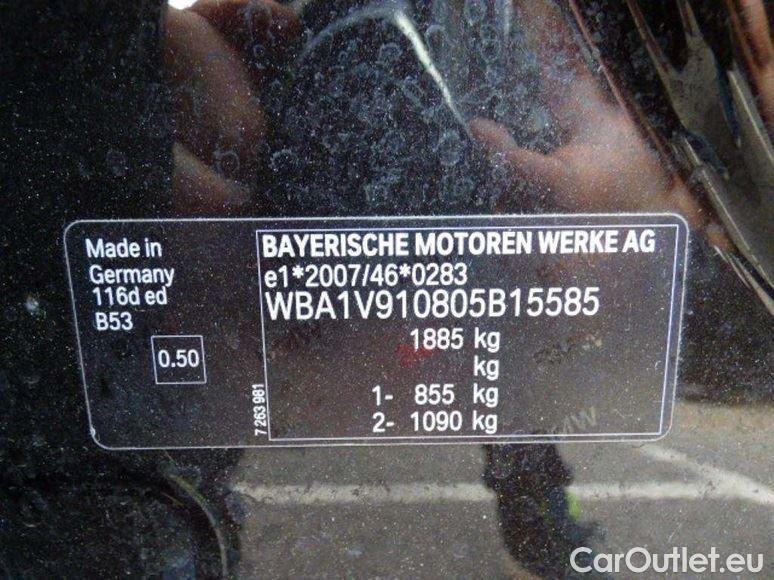 Made in
Germany
116d ed
B53
0.50
7 263 981
BAYERISCHE MOTOREN WERKE AG
e1*2007/46*0283
WBA1V910805B15585
1885 kg
kg
1- 855 kg
2- 1090 kg
BMW
CarOutlet.eu